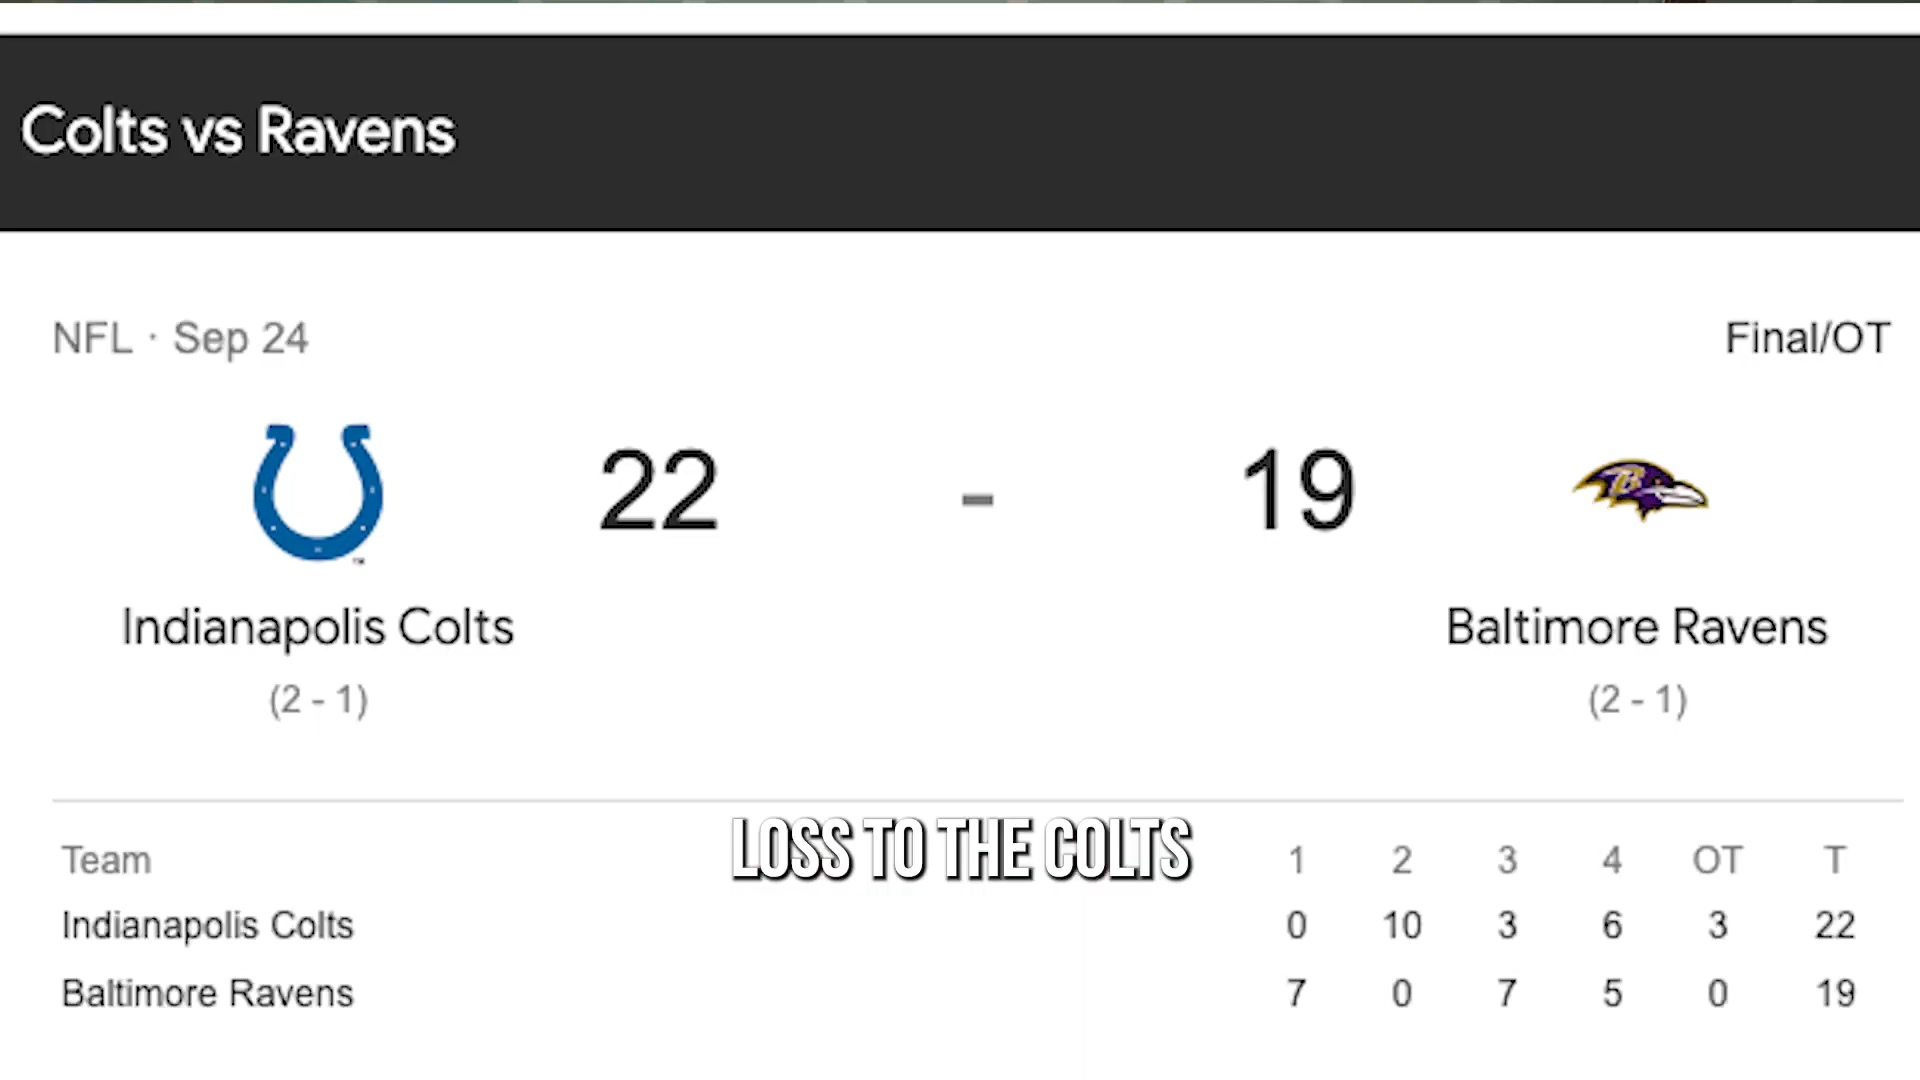 Colts vs Ravens
NFL · Sep 24
Final/OT
22 - 19
Indianapolis Colts
Baltimore Ravens
(2 - 1)
(2 - 1)
LOSS TO THE COLTS
Team 1 2 3 4 OT T
Indianapolis Colts 0 10 3 6 3 22
Baltimore Ravens 7 0 7 5 0 19